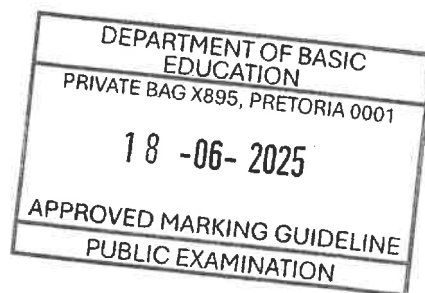 DEPARTMENT OF BASIC
EDUCATION
PRIVATE BAG X895, PRETORIA 0001
18 -06- 2025
APPROVED MARKING GUIDELINE
PUBLIC EXAMINATION